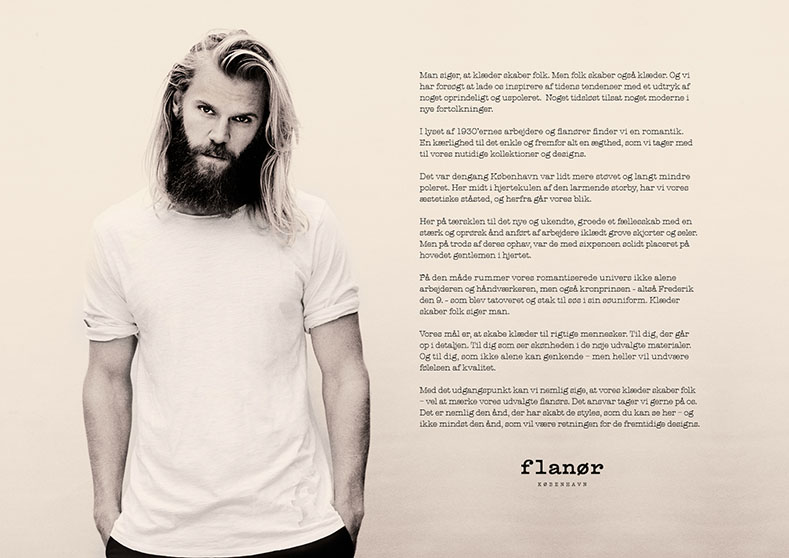 Man siger, at klæder skaber folk. Men folk skaber også klæder. Og vi
har forsøgt at lade os inspirere af tidens tendenser med et udtryk af
noget oprindeligt og uspoleret. Noget tidsløst tilsat noget moderne i
nye fortolkninger.
I lyset af 1930'ernes arbejdere og flanører finder vi en romantik.
En kærlighed til det enkle og fremfor alt en ægthed, som vi tager med
til vores nutidige kollektioner og designs.
Det var dengang København var lidt mere støvet og langt mindre
poleret. Her midt i hjertekulen af den larmende storby, har vi vores
æstetiske ståsted, og herfra går vores blik.
Her på tærsklen til det nye og ukendte, groede et fællesskab med en
stærk og oprørsk ånd anført af arbejdere iklædt grove skjorter og seler.
Men på trods af deres ophav, var de med sixpencen solidt placeret på
hovedet gentlemen i hjertet.
På den måde rummer vores romantiserede univers ikke alene
arbejderen og håndværkeren, men også kronprinsen - altså Frederik
den 9. - som blev tatoveret og stak til søs i sin søuniform. Klæder
skaber folk siger man.
Vores mål er, at skabe klæder til rigtige mennesker. Til dig, der går
op i detaljen. Til dig som ser skønheden i de nøje udvalgte materialer.
Og til dig, som ikke alene kan genkende – men heller vil undvære
følelsen af kvalitet.
Med det udgangspunkt kan vi nemlig sige, at vores klæder skaber folk
– vel at mærke vores udvalgte flanørs. Det ansvar tager vi gerne på os.
Det er nemlig den ånd, der har skabt de styles, som du kan se her – og
ikke mindst den ånd, som vil være retningen for de fremtidige designs.
flanør
KØBENHAVN